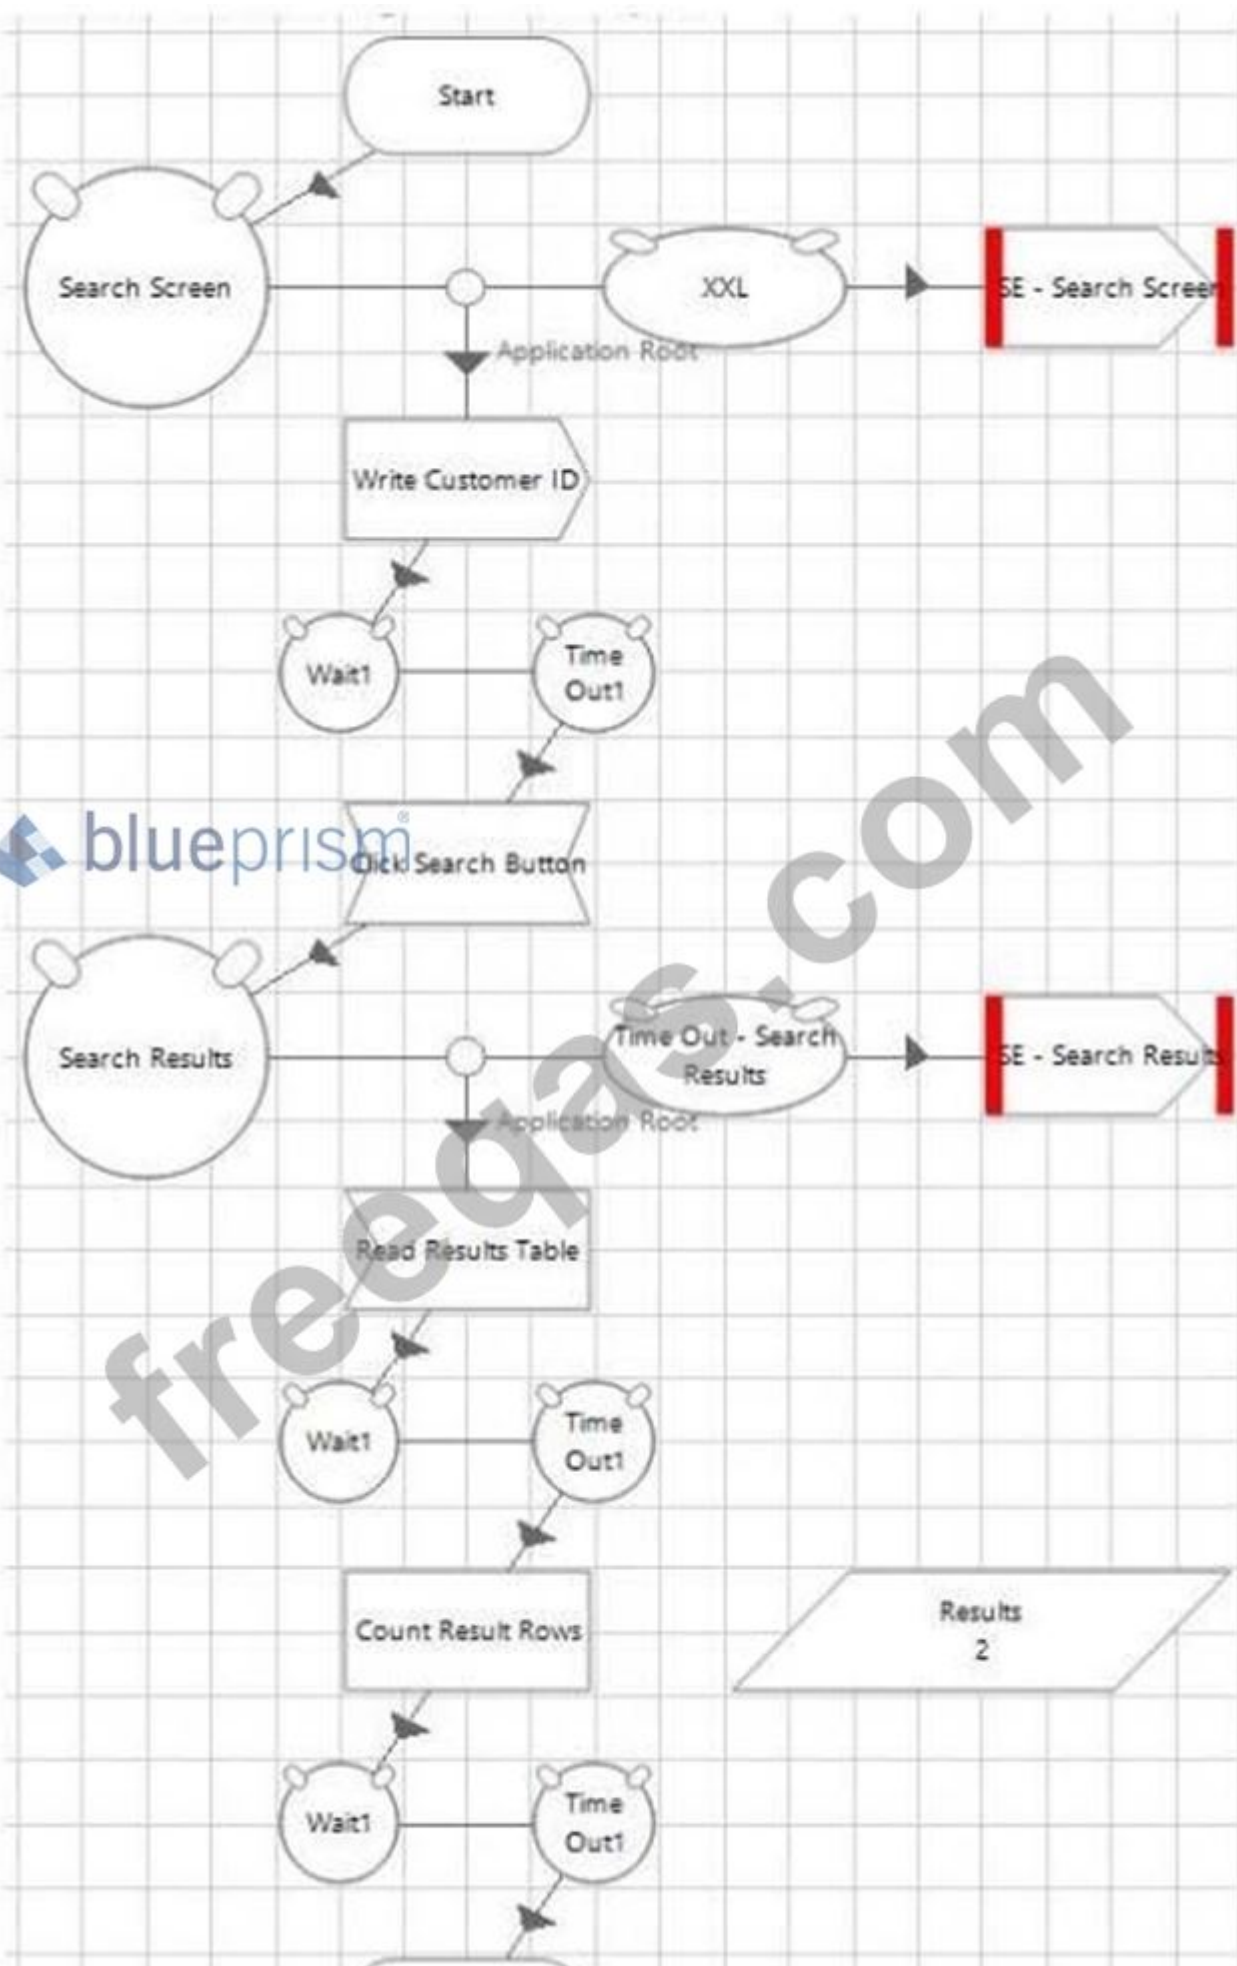 Start
Search Screen
XXL
SE - Search Screen
Application Root
Write Customer ID
Wait1
Time
Out1
blueprism®
Click Search Button
Search Results
Time Out - Search
Results
SE - Search Results
Application Root
Read Results Table
Wait1
Time
Out1
Count Result Rows
Results
2
Wait1
Time
Out1
freeqas.com